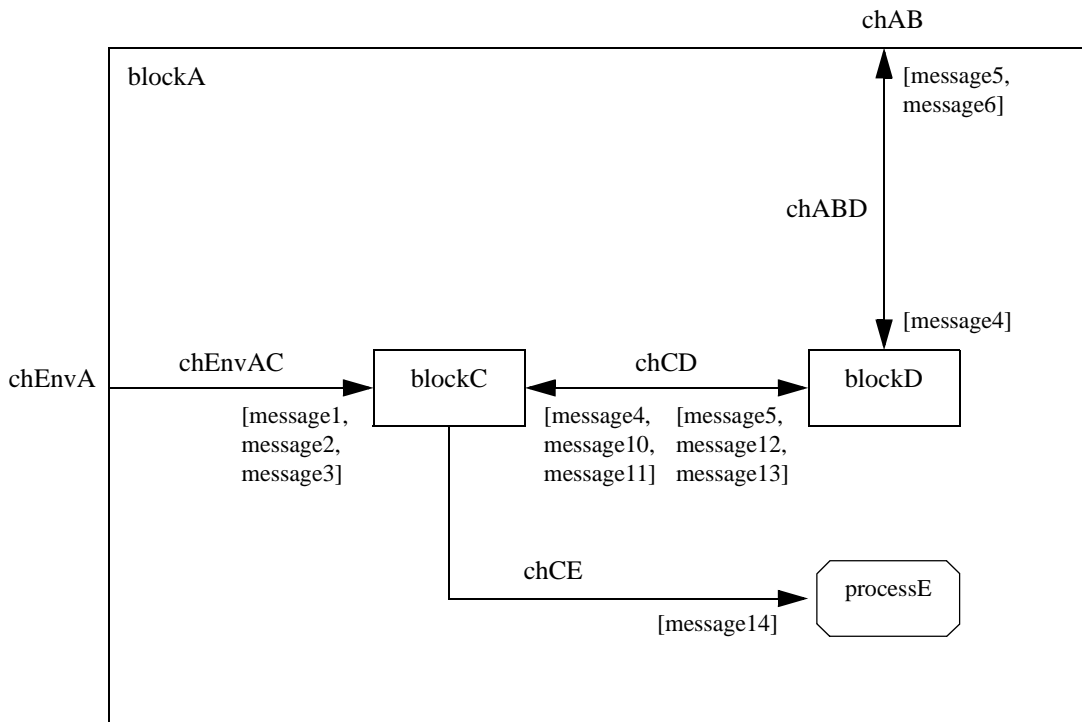 chAB
blockA
[message5,
message6]
chABD
[message4]
chEnvA
chEnvAC
blockC
chCD
blockD
[message1,
message2,
message3]
[message4,
message10,
message11]
[message5,
message12,
message13]
chCE
processE
[message14]